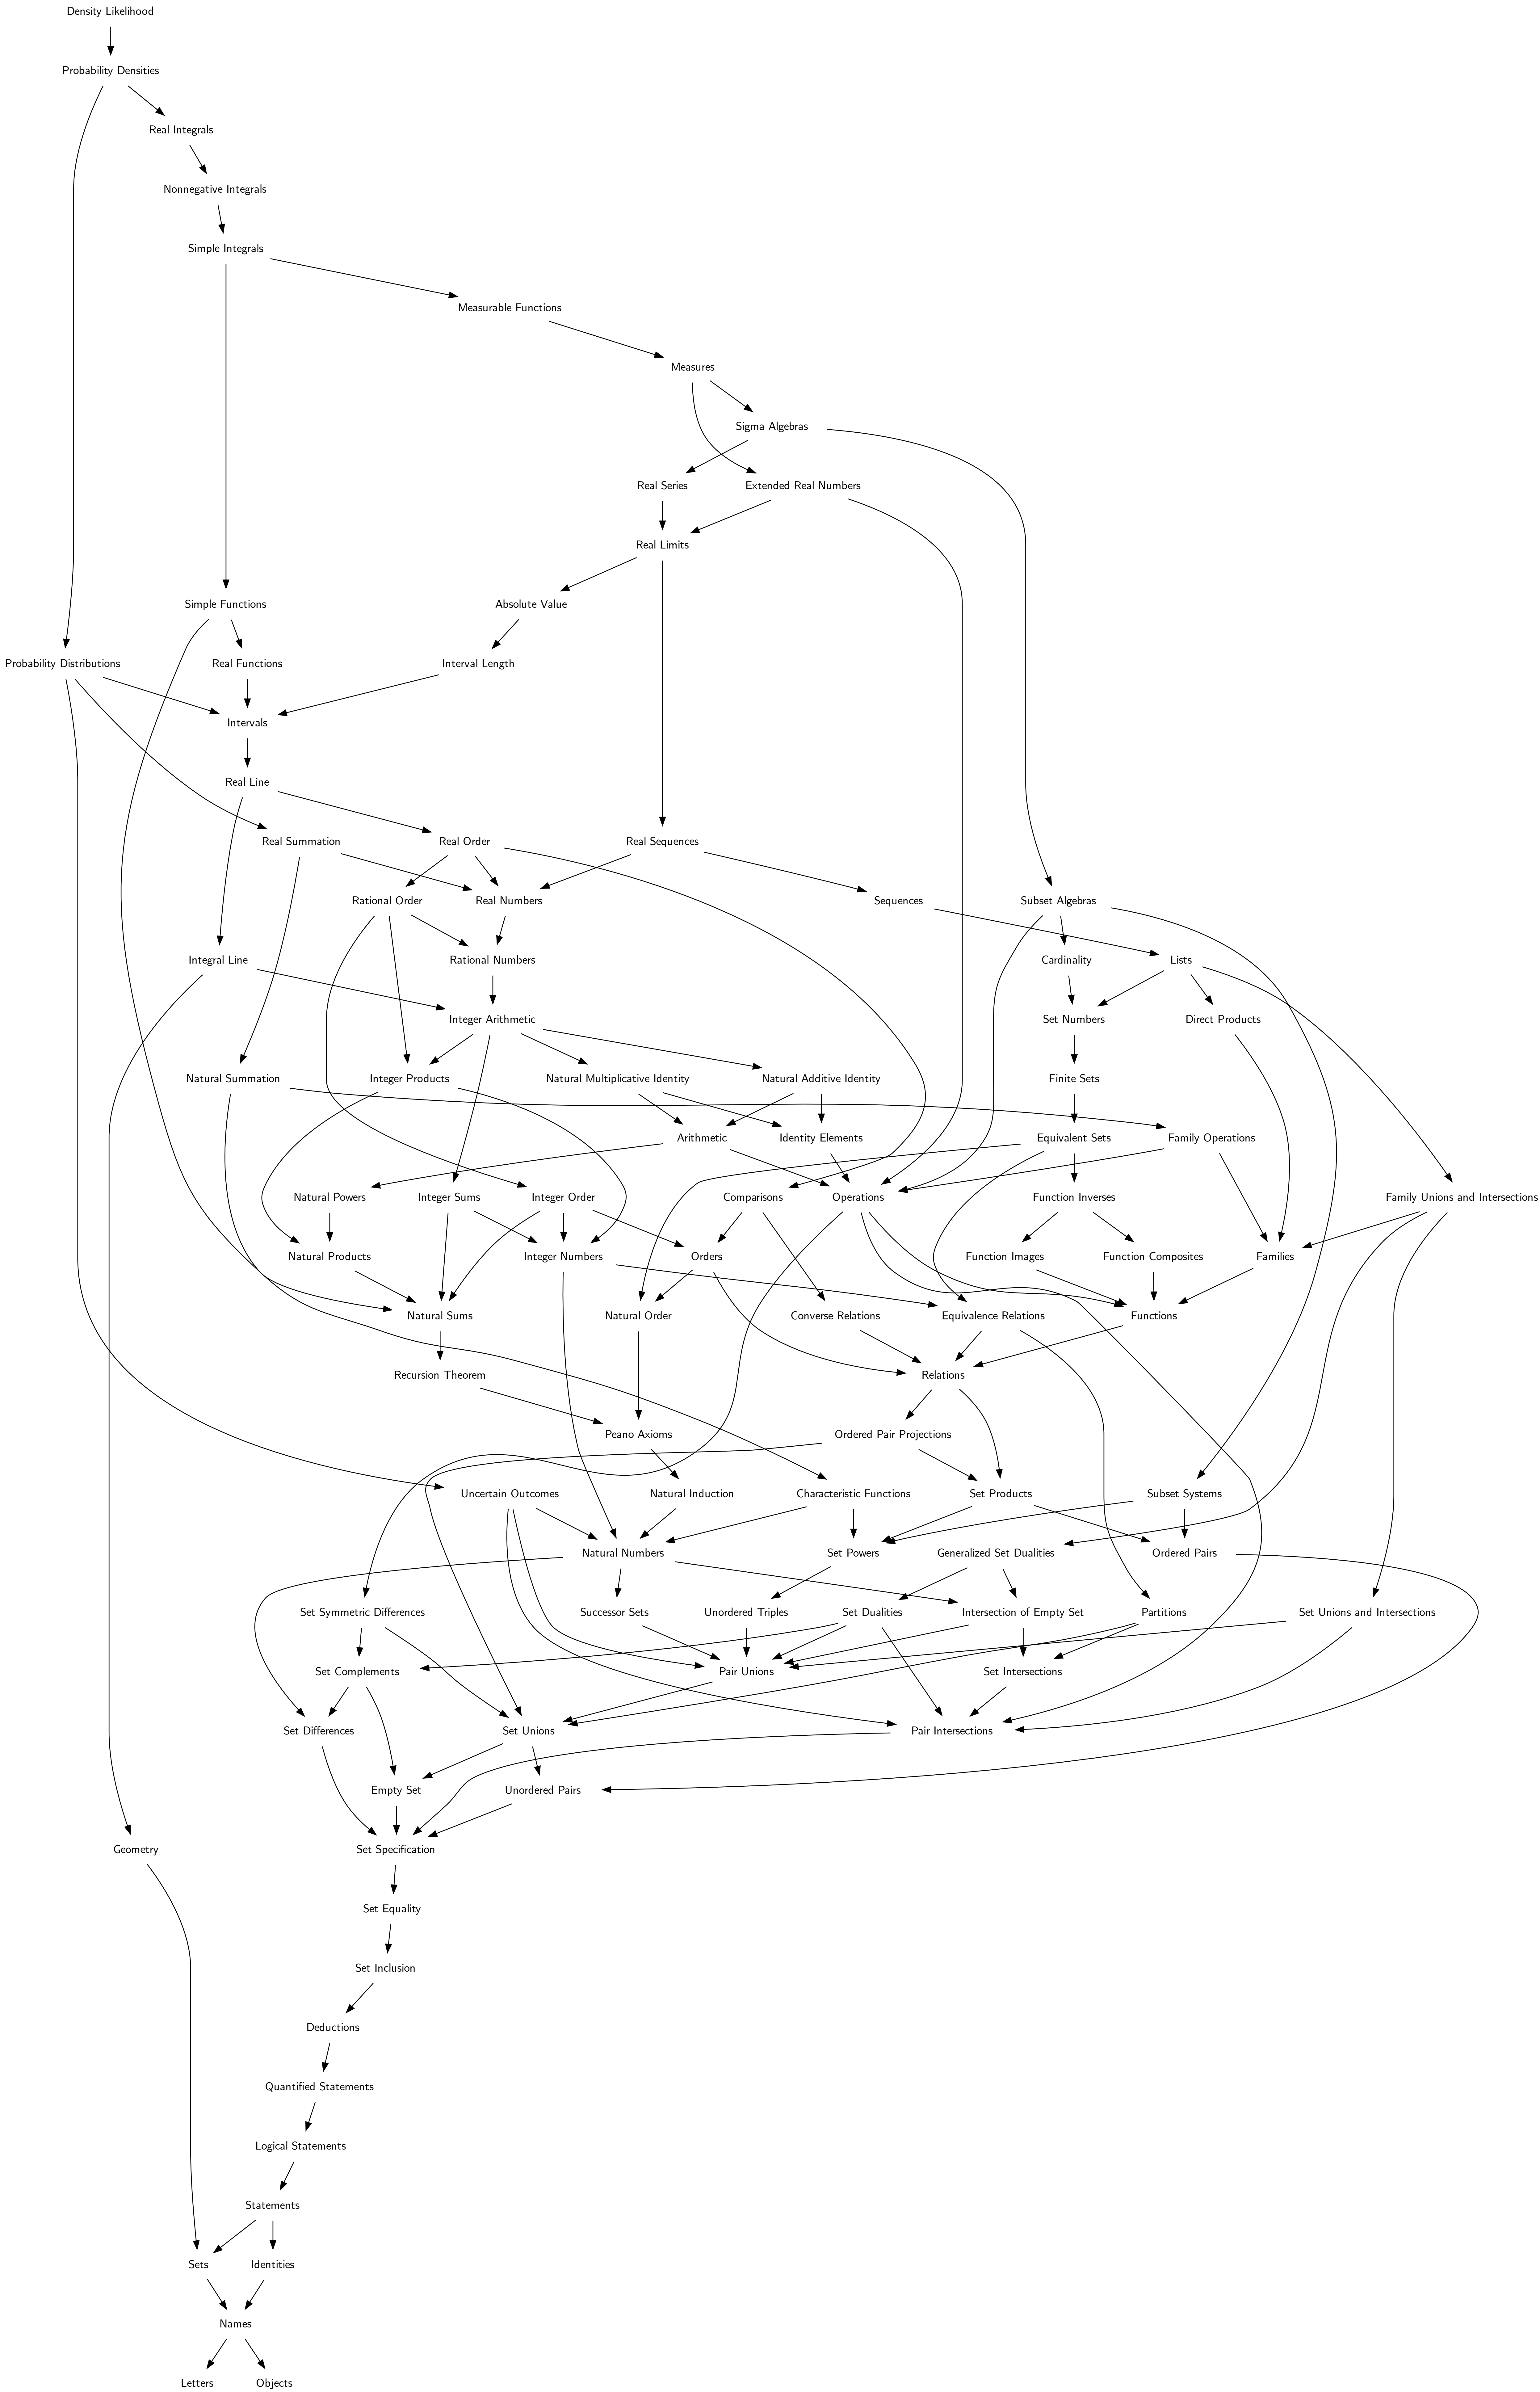 Density Likelihood
Probability Densities
Real Integrals
Nonnegative Integrals
Simple Integrals
Measurable Functions
Measures
Sigma Algebras
Real Series
Extended Real Numbers
Real Limits
Simple Functions
Absolute Value
Probability Distributions
Real Functions
Interval Length
Intervals
Real Line
Real Summation
Real Order
Real Sequences
Rational Order
Real Numbers
Sequences
Subset Algebras
Integral Line
Rational Numbers
Cardinality
Lists
Integer Arithmetic
Set Numbers
Direct Products
Natural Summation
Integer Products
Natural Multiplicative Identity
Natural Additive Identity
Finite Sets
Arithmetic
Identity Elements
Equivalent Sets
Family Operations
Natural Powers
Integer Sums
Integer Order
Comparisons
Operations
Function Inverses
Family Unions and Intersections
Natural Products
Integer Numbers
Orders
Function Images
Function Composites
Families
Natural Sums
Natural Order
Converse Relations
Equivalence Relations
Functions
Recursion Theorem
Relations
Peano Axioms
Ordered Pair Projections
Uncertain Outcomes
Natural Induction
Characteristic Functions
Set Products
Subset Systems
Natural Numbers
Set Powers
Generalized Set Dualities
Ordered Pairs
Set Symmetric Differences
Successor Sets
Unordered Triples
Set Dualities
Intersection of Empty Set
Partitions
Set Unions and Intersections
Set Complements
Pair Unions
Set Intersections
Set Differences
Set Unions
Pair Intersections
Empty Set
Unordered Pairs
Geometry
Set Specification
Set Equality
Set Inclusion
Deductions
Quantified Statements
Logical Statements
Statements
Sets
Identities
Names
Letters
Objects